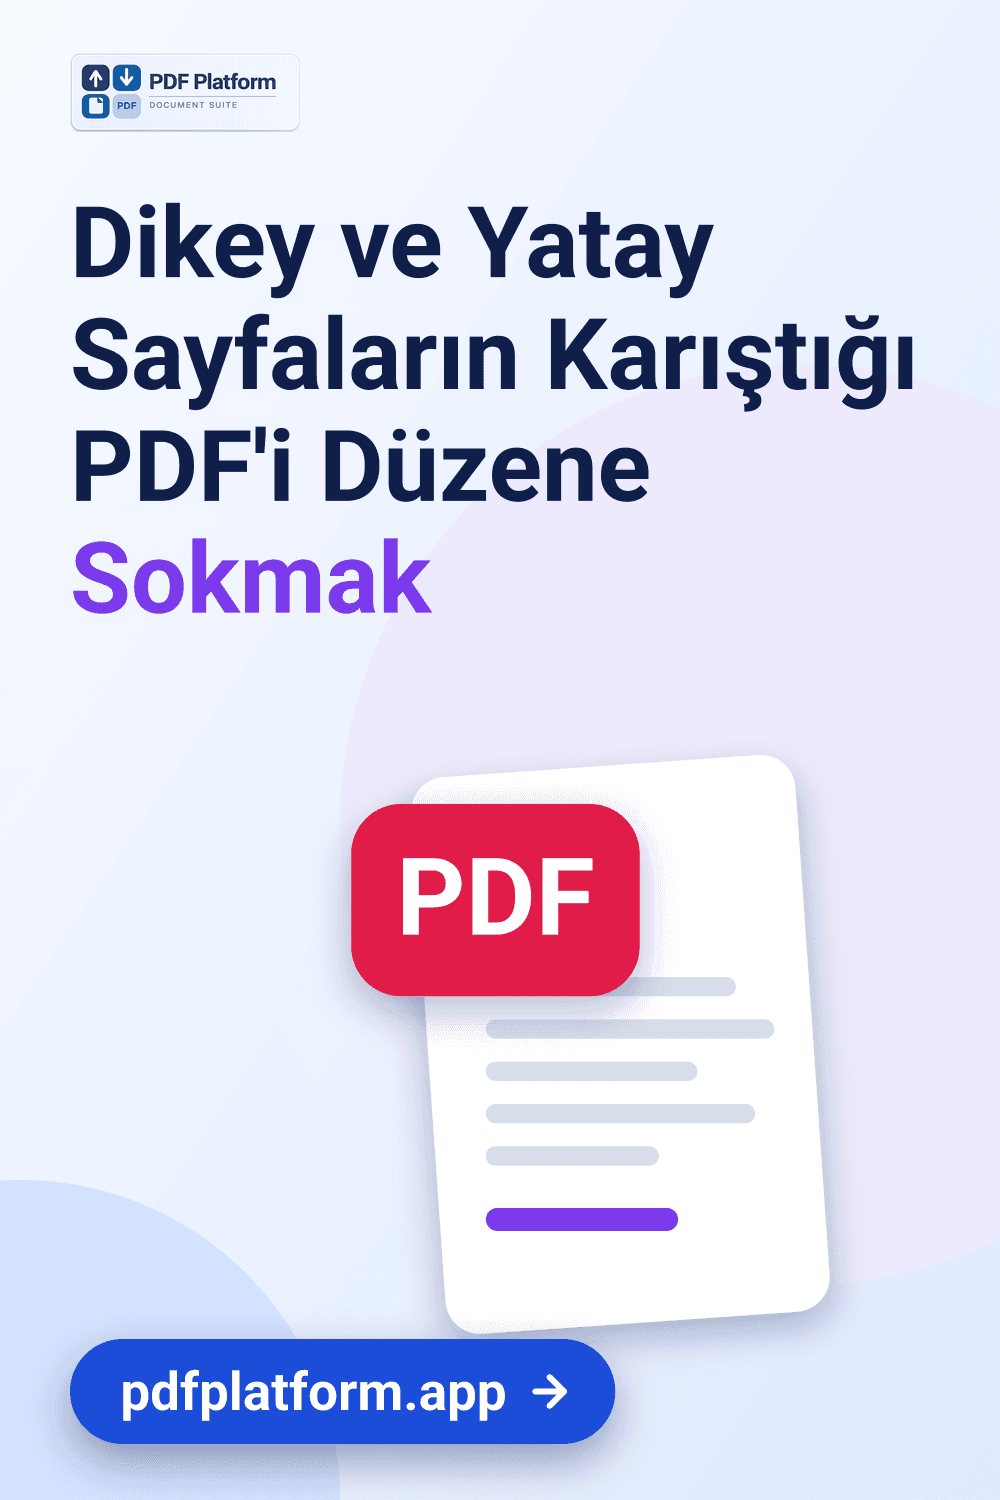 PDF Platform
DOCUMENT SUITE
PDF
Dikey ve Yatay
Sayfaların Karıştığı
PDF'i Düzene
Sokmak
PDF
pdfplatform.app